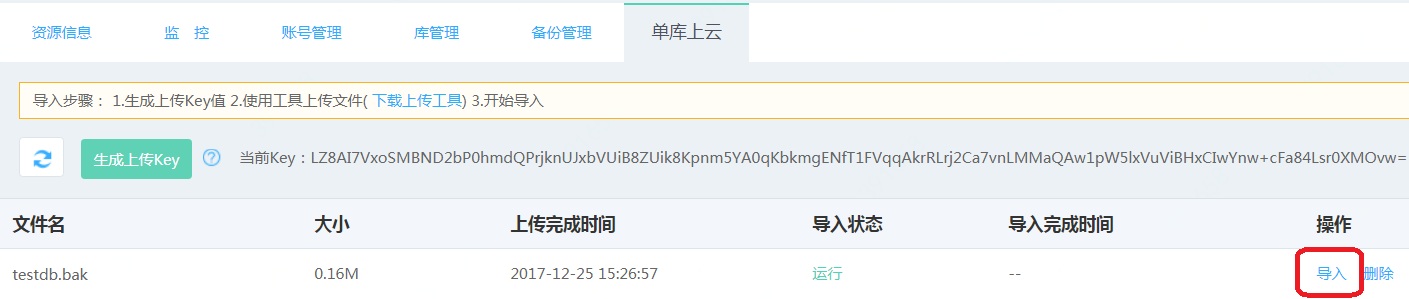 资源信息 监 控 账号管理 库管理 备份管理 单库上云
导入步骤： 1.生成上传Key值 2.使用工具上传文件( 下载上传工具) 3.开始导入
生成上传Key ? 当前Key：LZ8AI7VxoSMBND2bP0hmdQPrjknUJxbVUiB8ZUik8Kpnm5YA0qKbkmgENfT1FVqqAkrRLrj2Ca7vnLMMaQAw1pW5lxVuViBHxCIwYnw+cFa84Lsr0XMOvw=
文件名 大小 上传完成时间 导入状态 导入完成时间 操作
testdb.bak 0.16M 2017-12-25 15:26:57 运行 -- 导入 删除